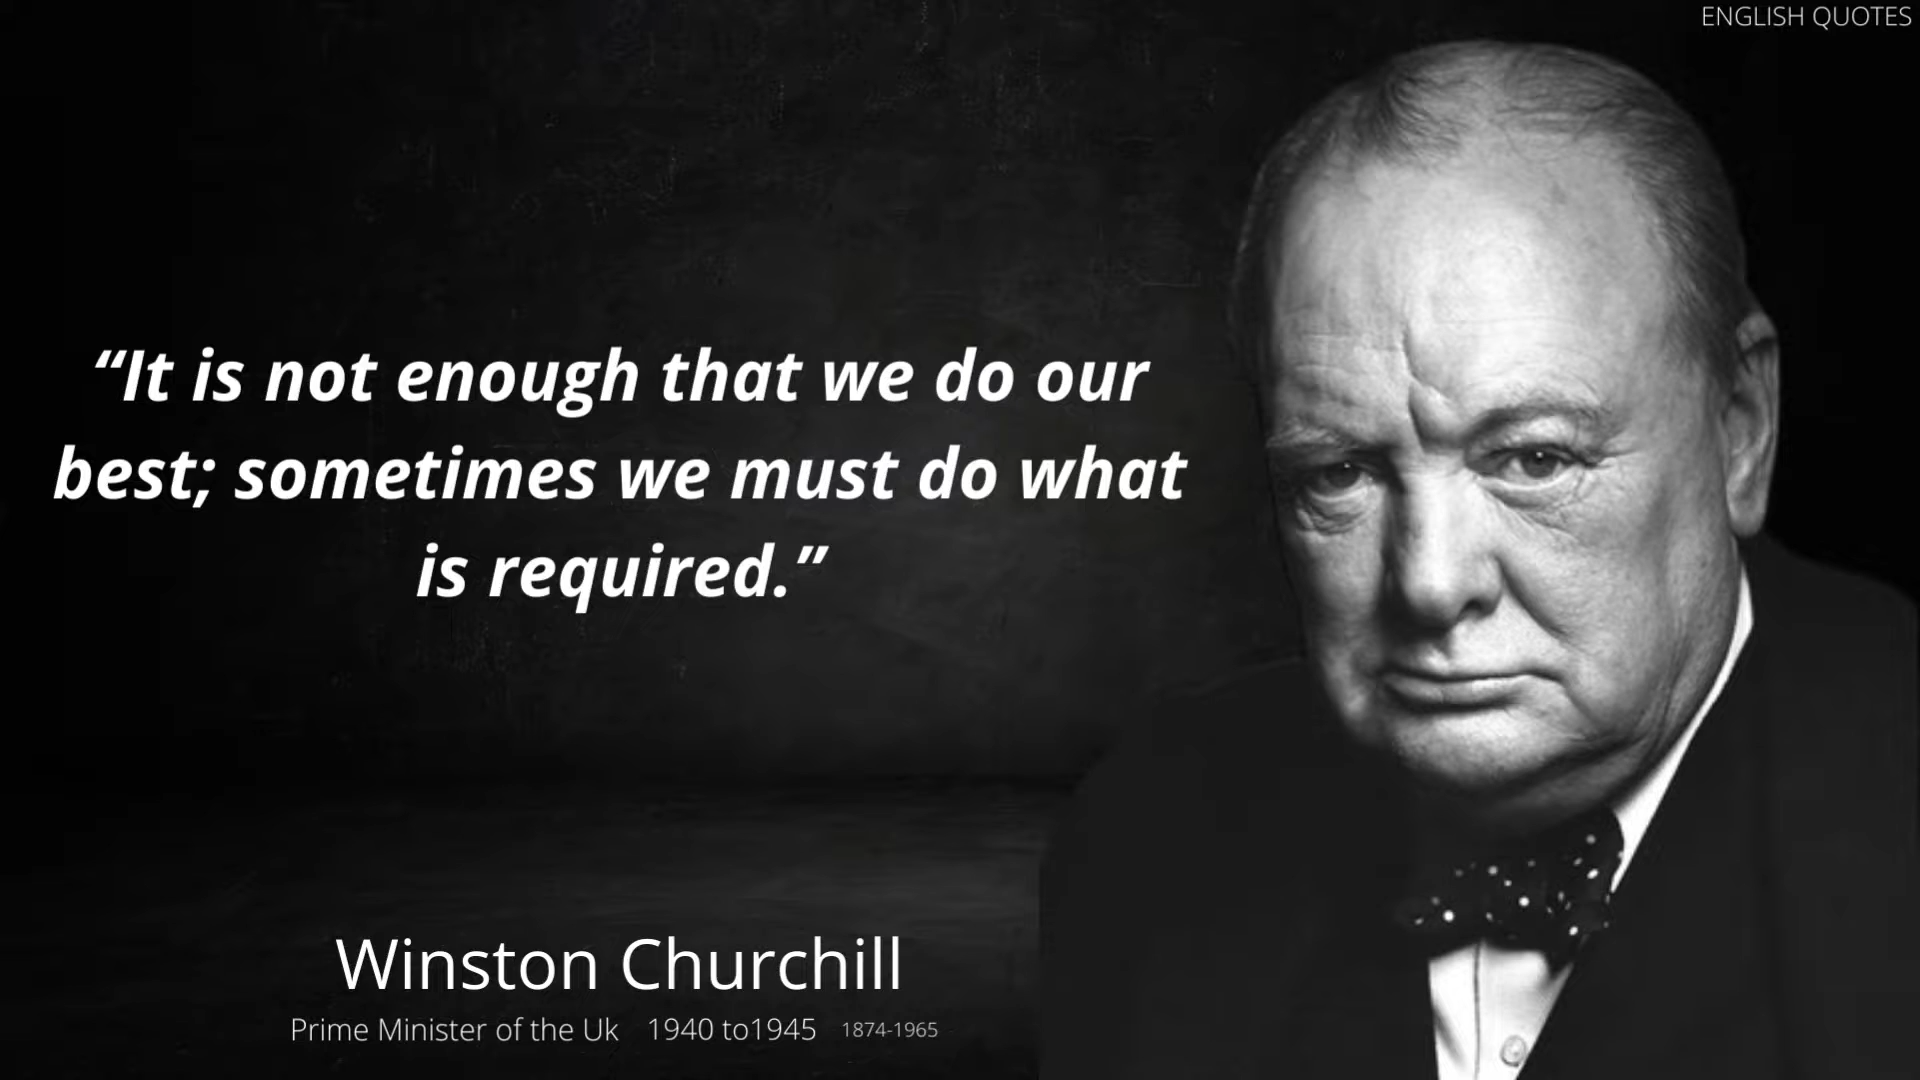 ENGLISH QUOTES
“It is not enough that we do our
best; sometimes we must do what
is required.”
Winston Churchill
Prime Minister of the Uk 1940 to1945 1874-1965